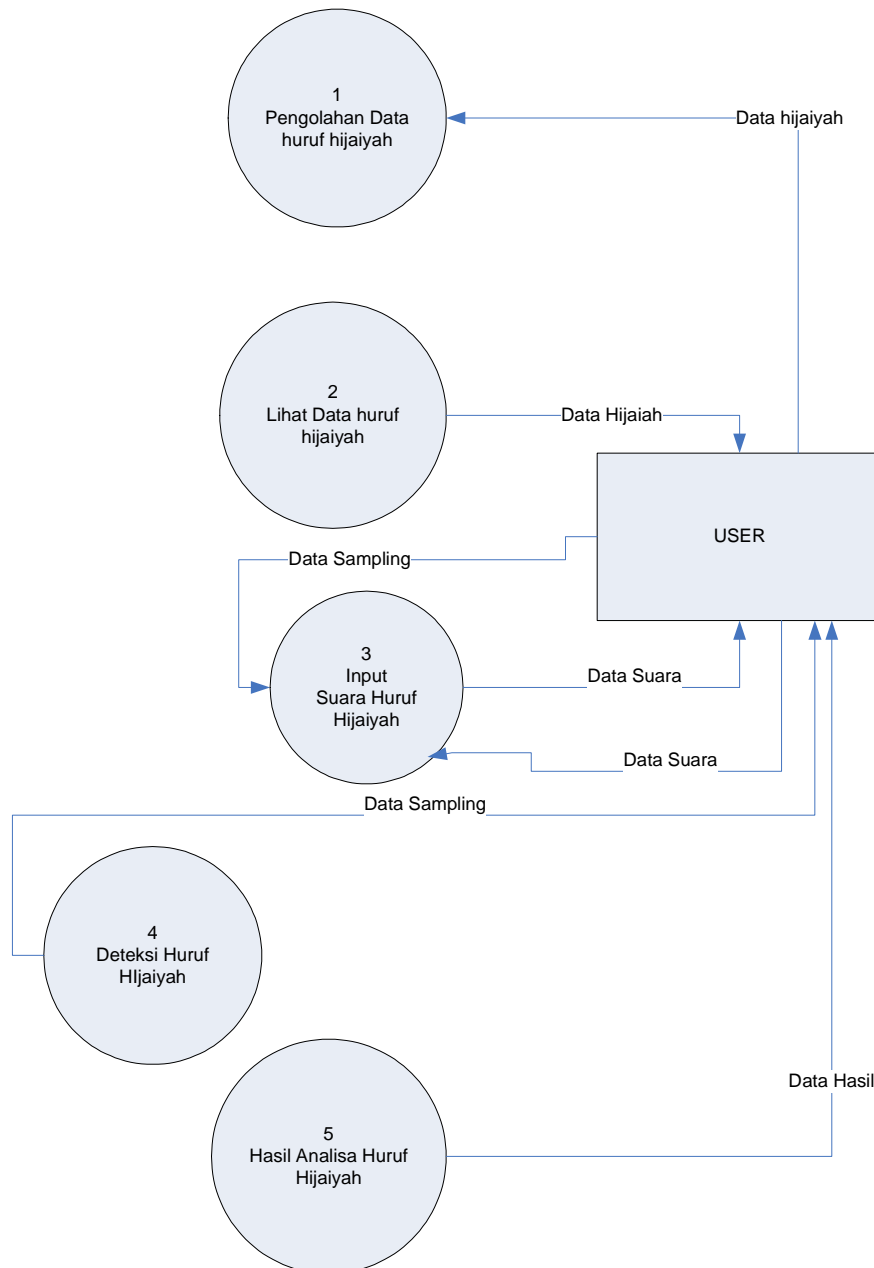 1
Pengolahan Data
huruf hijaiyah
Data hijaiyah
2
Lihat Data huruf
hijaiyah
Data Hijaiah
USER
Data Sampling
3
Input
Suara Huruf
Hijaiyah
Data Suara
Data Suara
Data Sampling
4
Deteksi Huruf
HIjaiyah
Data Hasil
5
Hasil Analisa Huruf
Hijaiyah